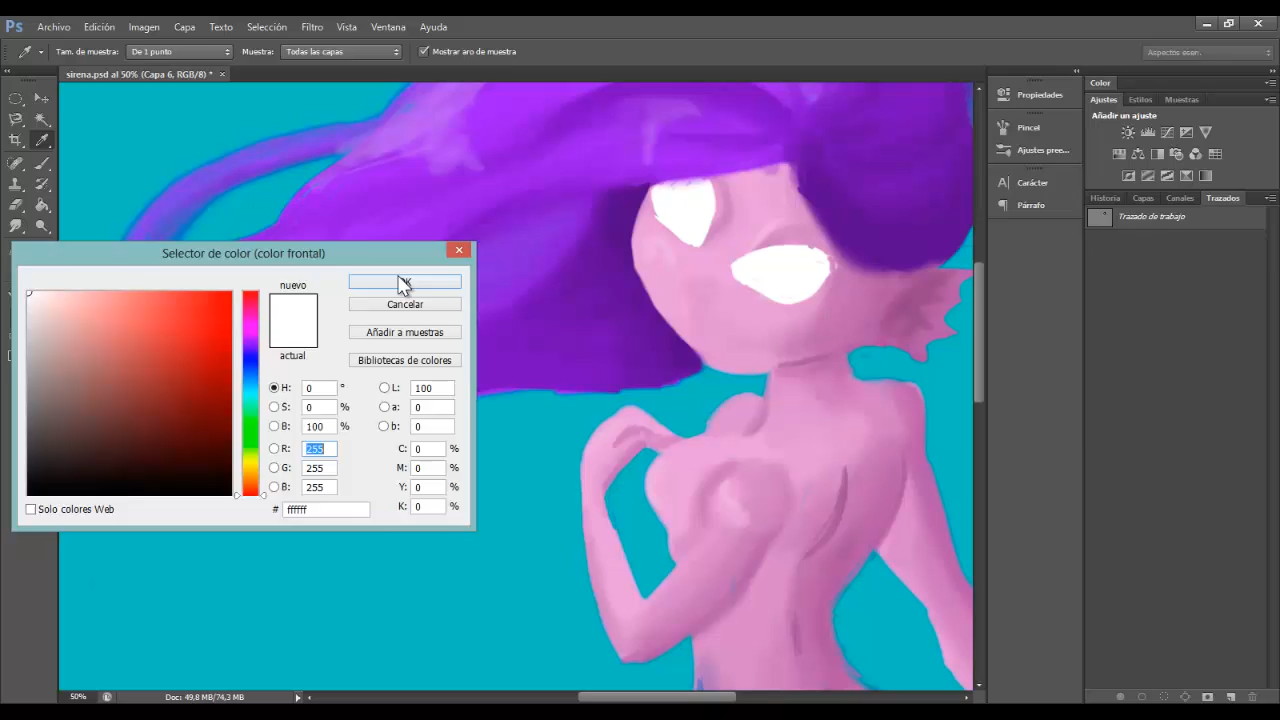 Ps Archivo Edición Imagen Capa Texto Selección Filtro Vista Ventana Ayuda
Tam. de muestra: De 1 punto Muestra: Todas las capas Mostrar aro de muestra Aspectos esen.
sirena.psd al 50% (Capa 6, RGB/8) * ×
Color
Propiedades
Ajustes Estilos Muestras
Añadir un ajuste
Pincel
Ajustes pree...
Carácter
Párrafo
Historia Capas Canales Trazados
Trazado de trabajo
Selector de color (color frontal)
nuevo
Cancelar
Añadir a muestras
actual
Bibliotecas de colores
H: 0 ° L: 100
S: 0 % a: 0
B: 100 % b: 0
R: 255 C: 0 %
G: 255 M: 0 %
B: 255 Y: 0 %
# ffffff K: 0 %
Solo colores Web
50% Doc: 49,8 MB/74,3 MB